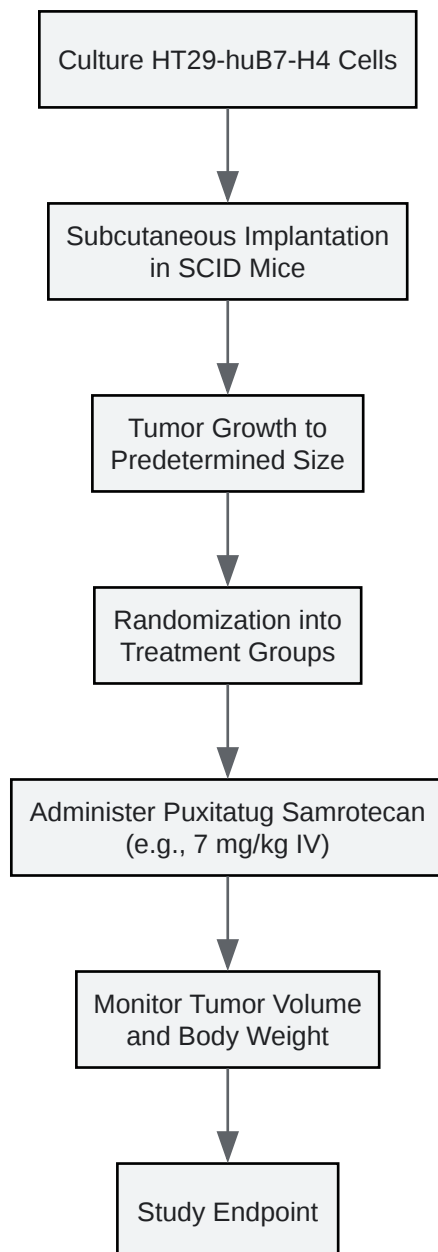 Culture HT29-huB7-H4 Cells
Subcutaneous Implantation
in SCID Mice
Tumor Growth to
Predetermined Size
Randomization into
Treatment Groups
Administer Puxitatug Samrotecan
(e.g., 7 mg/kg IV)
Monitor Tumor Volume
and Body Weight
Study Endpoint